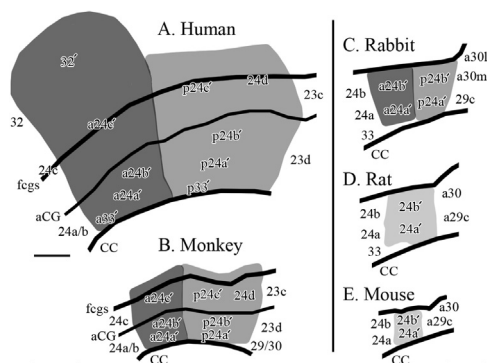 A. Human
32´
24d
p24c´
23c
a24c´
32
p24b´
24c
fcgs
a24b´
p24a´
23d
a24a´
aCG
a33´
p33´
24a/b
CC
B. Monkey
fcgs
a24c´
p24c´
24d
23c
24c
aCG
a24b´
p24b´
23d
24a/b
a24a´
p24a´
29/30
CC
C. Rabbit
a30l
24b
a24b´
p24b´
a30m
24a
a24a´
p24a´
29c
33
CC
D. Rat
a30
24b
24b´
24a
24a´
a29c
33
CC
E. Mouse
a30
24b
24b´
a29c
24a
24a´
CC